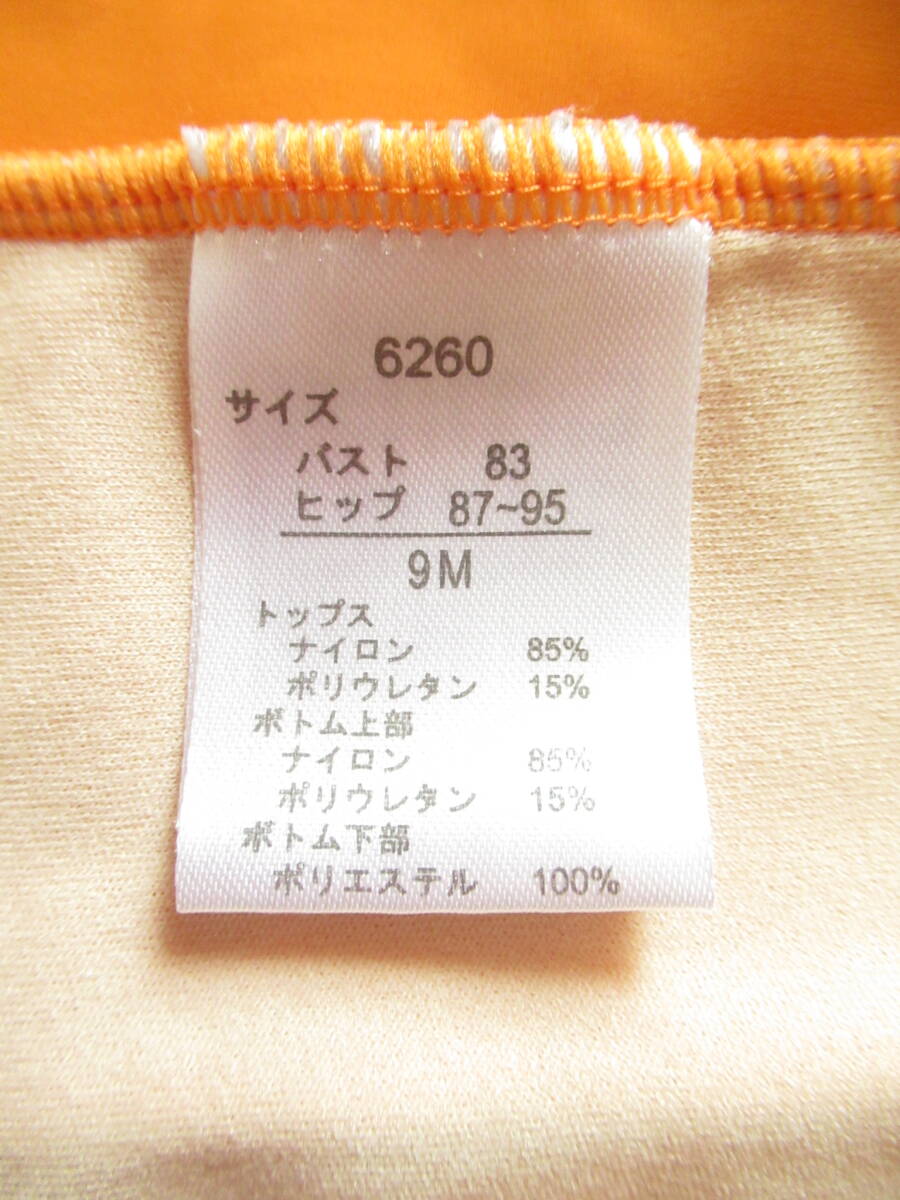 6260
サイズ
バスト 83
ヒップ 87~95
9M
トップス
ナイロン 85%
ポリウレタン 15%
ボトム上部
ナイロン 85%
ポリウレタン 15%
ボトム下部
ポリエステル 100%